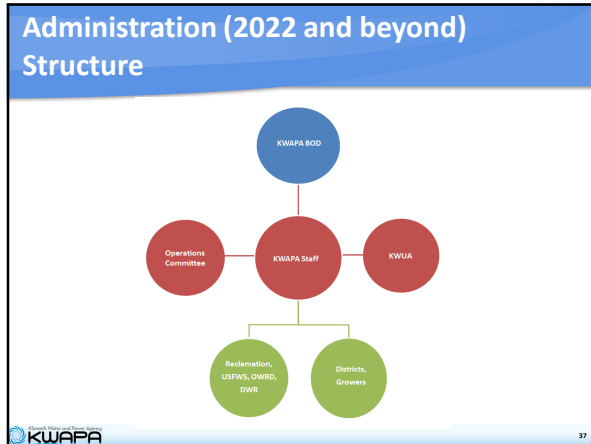 Administration (2022 and beyond)
Structure
KWAPA BOD
Operations
Committee
KWAPA Staff
KWUA
Reclamation,
USFWS, OWRD,
DWR
Districts,
Growers
Klamath Water and Power Agency
KWAPA
37